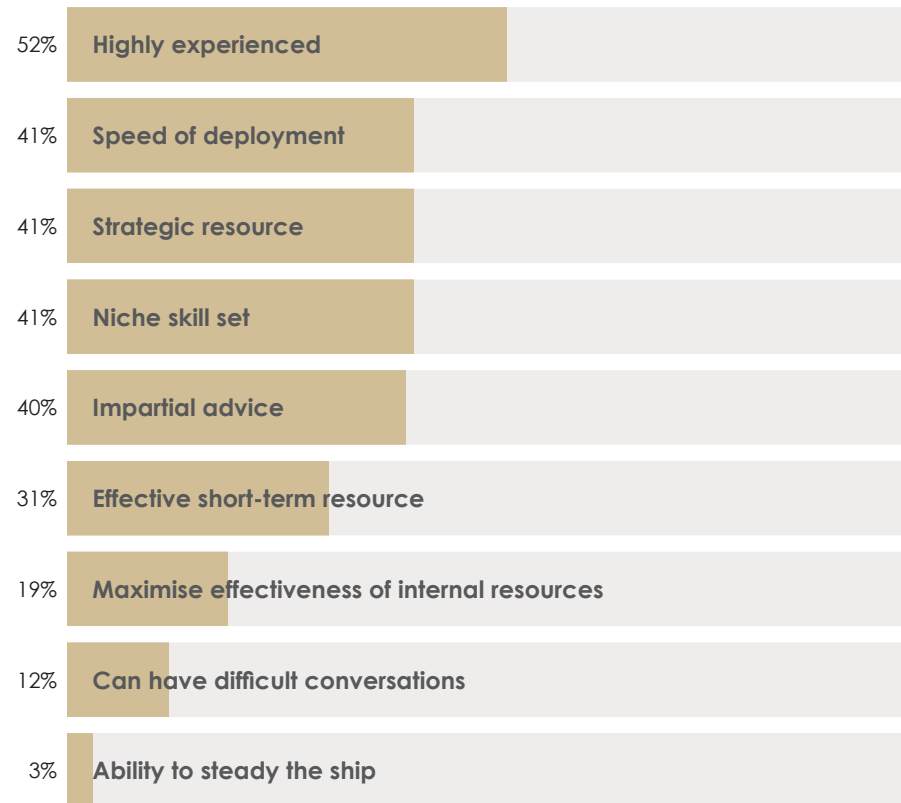 52% Highly experienced
41% Speed of deployment
41% Strategic resource
41% Niche skill set
40% Impartial advice
31% Effective short-term resource
19% Maximise effectiveness of internal resources
12% Can have difficult conversations
3% Ability to steady the ship